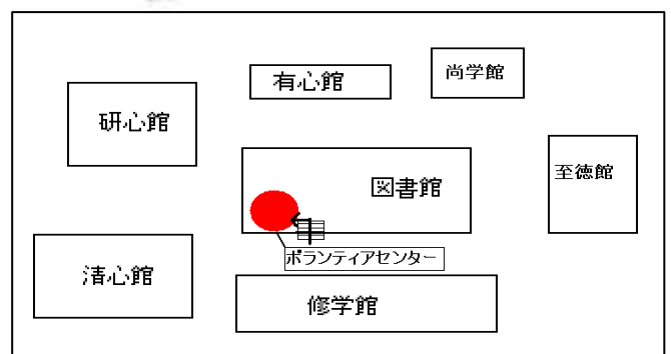 有心館
尚学館
研心館
図書館
至徳館
ボランティアセンター
清心館
修学館